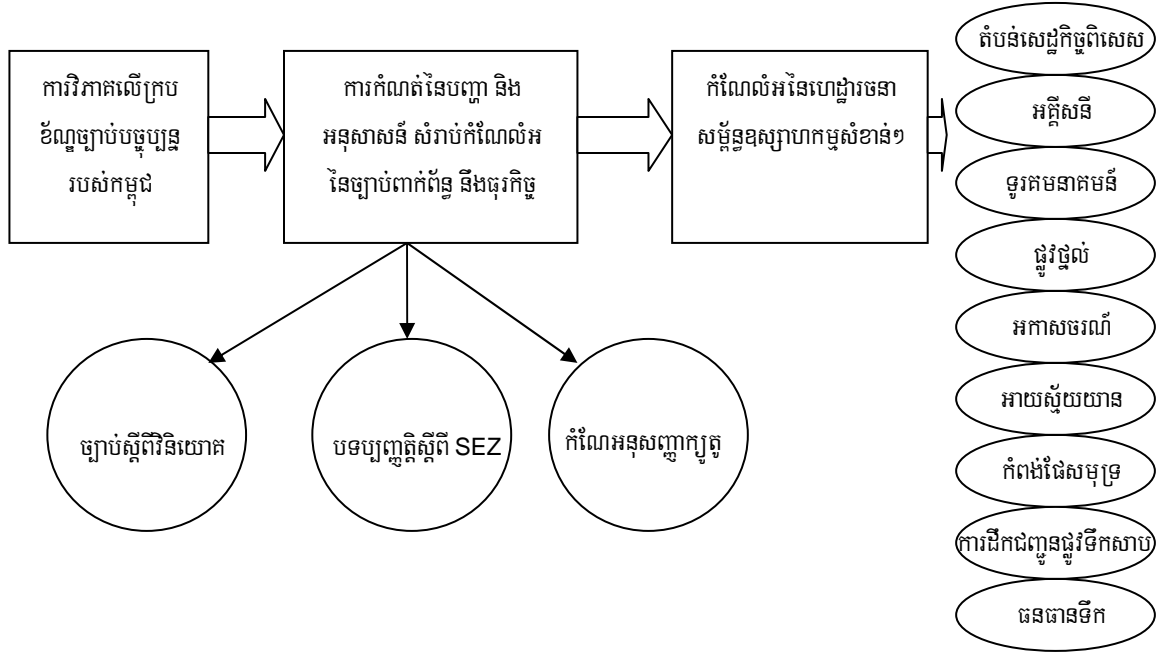 ការវិភាគលើក្រប
ខ័ណ្ឌច្បាប់បច្ចុប្បន្ន
របស់កម្ពុជ
ការកំណត់នៃបញ្ហា និង
អនុសាសន៍ សំរាប់កំណែលំអ
នៃច្បាប់ពាក់ព័ន្ធ នឹងធុរកិច្ច
កំណែលំអនៃហេដ្ឋារចនា
សម្ព័ន្ធឧស្សាហកម្មសំខាន់ៗ
តំបន់សេដ្ឋកិច្ចពិសេស
អគ្គីសនី
ទូរគមនាគមន៍
ផ្លូវថ្នល់
អកាសចរណ៍
អាយស្ម័យយាន
កំពង់ផែសមុទ្រ
ការដឹកជញ្ជូនផ្លូវទឹកសាប
ធនធានទឹក
ច្បាប់ស្តីពីវិនិយោគ
បទប្បញ្ញត្តិស្តីពី SEZ
កំណែអនុសញ្ញាក្យូតូ